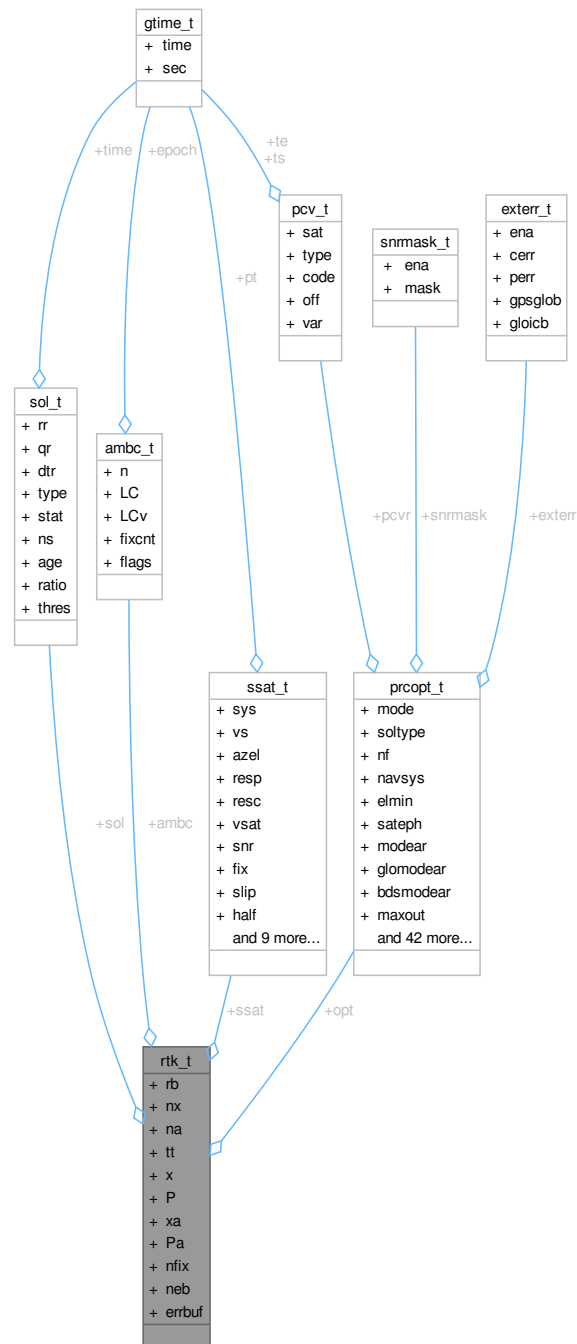 gtime_t
+ time
+ sec
+time
+epoch
+pt
+te
+ts
pcv_t
+ sat
+ type
+ code
+ off
+ var
snrmask_t
+ ena
+ mask
exterr_t
+ ena
+ cerr
+ perr
+ gpsglob
+ gloicb
sol_t
+ rr
+ qr
+ dtr
+ type
+ stat
+ ns
+ age
+ ratio
+ thres
ambc_t
+ n
+ LC
+ LCv
+ fixcnt
+ flags
+pcvr
+snrmask
+exterr
ssat_t
+ sys
+ vs
+ azel
+ resp
+ resc
+ vsat
+ snr
+ fix
+ slip
+ half
and 9 more...
prcopt_t
+ mode
+ soltype
+ nf
+ navsys
+ elmin
+ sateph
+ modear
+ glomodear
+ bdsmodear
+ maxout
and 42 more...
+sol
+ambc
+ssat
+opt
rtk_t
+ rb
+ nx
+ na
+ tt
+ x
+ P
+ xa
+ Pa
+ nfix
+ neb
+ errbuf